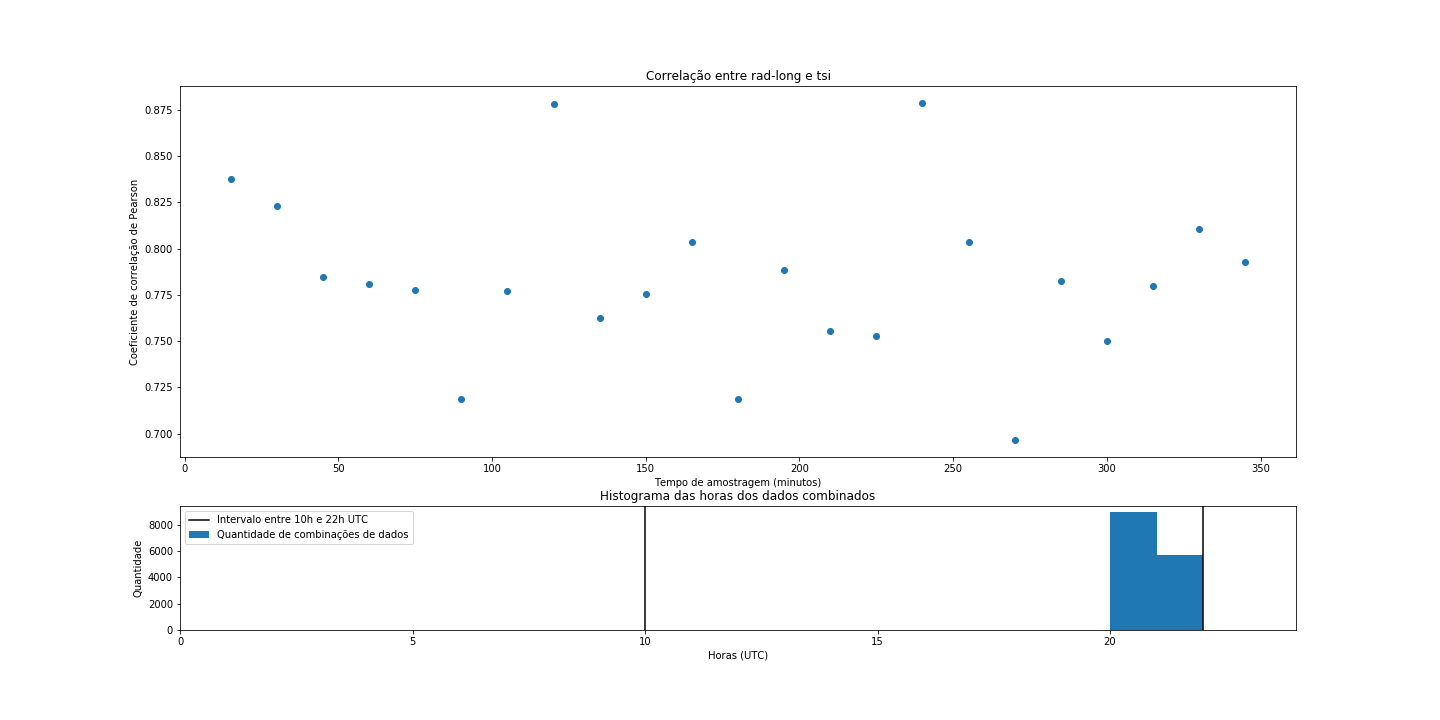 Correlação entre rad-long e tsi
Coeficiente de correlação de Pearson
0.875
0.850
0.825
0.800
0.775
0.750
0.725
0.700
0 50 100 150 200 250 300 350
Tempo de amostragem (minutos)
Histograma das horas dos dados combinados
Quantidade
8000
6000
4000
2000
0
Intervalo entre 10h e 22h UTC
Quantidade de combinações de dados
0 5 10 15 20
Horas (UTC)